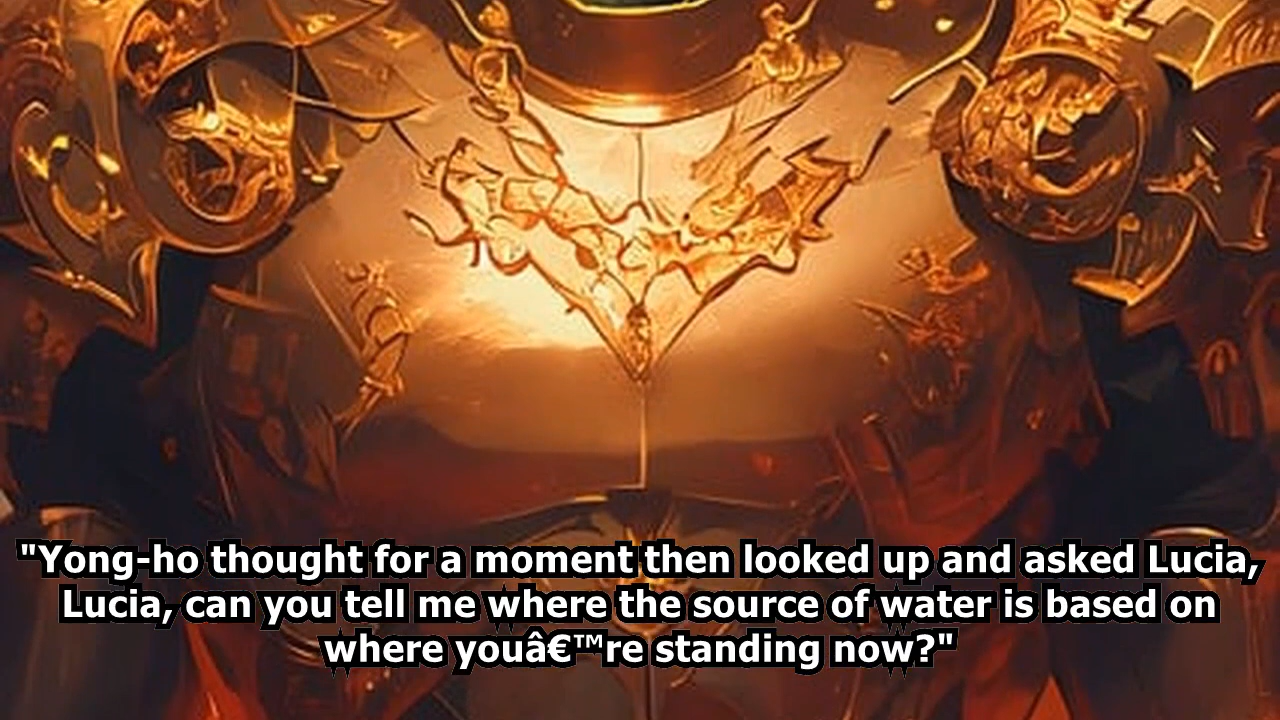 "Yong-ho thought for a moment then looked up and asked Lucia,
Lucia, can you tell me where the source of water is based on
where youâ€™re standing now?"